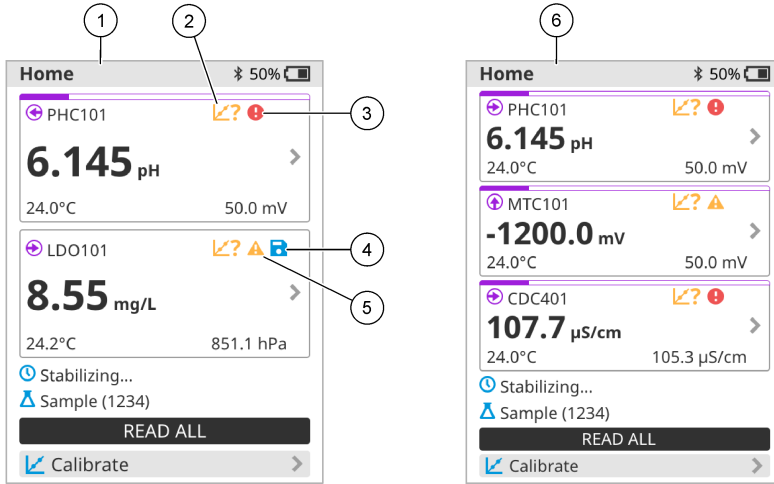 1
2
6
Home 50%
PHC101 ? !
3
6.145 pH
24.0°C 50.0 mV
LDO101 ? !
4
8.55 mg/L
5
24.2°C 851.1 hPa
Stabilizing...
Sample (1234)
READ ALL
Calibrate
Home 50%
PHC101 ? !
6.145 pH
24.0°C 50.0 mV
MTC101 ? !
-1200.0 mV
24.0°C 50.0 mV
CDC401 ? !
107.7 µS/cm
24.0°C 105.3 µS/cm
Stabilizing...
Sample (1234)
READ ALL
Calibrate